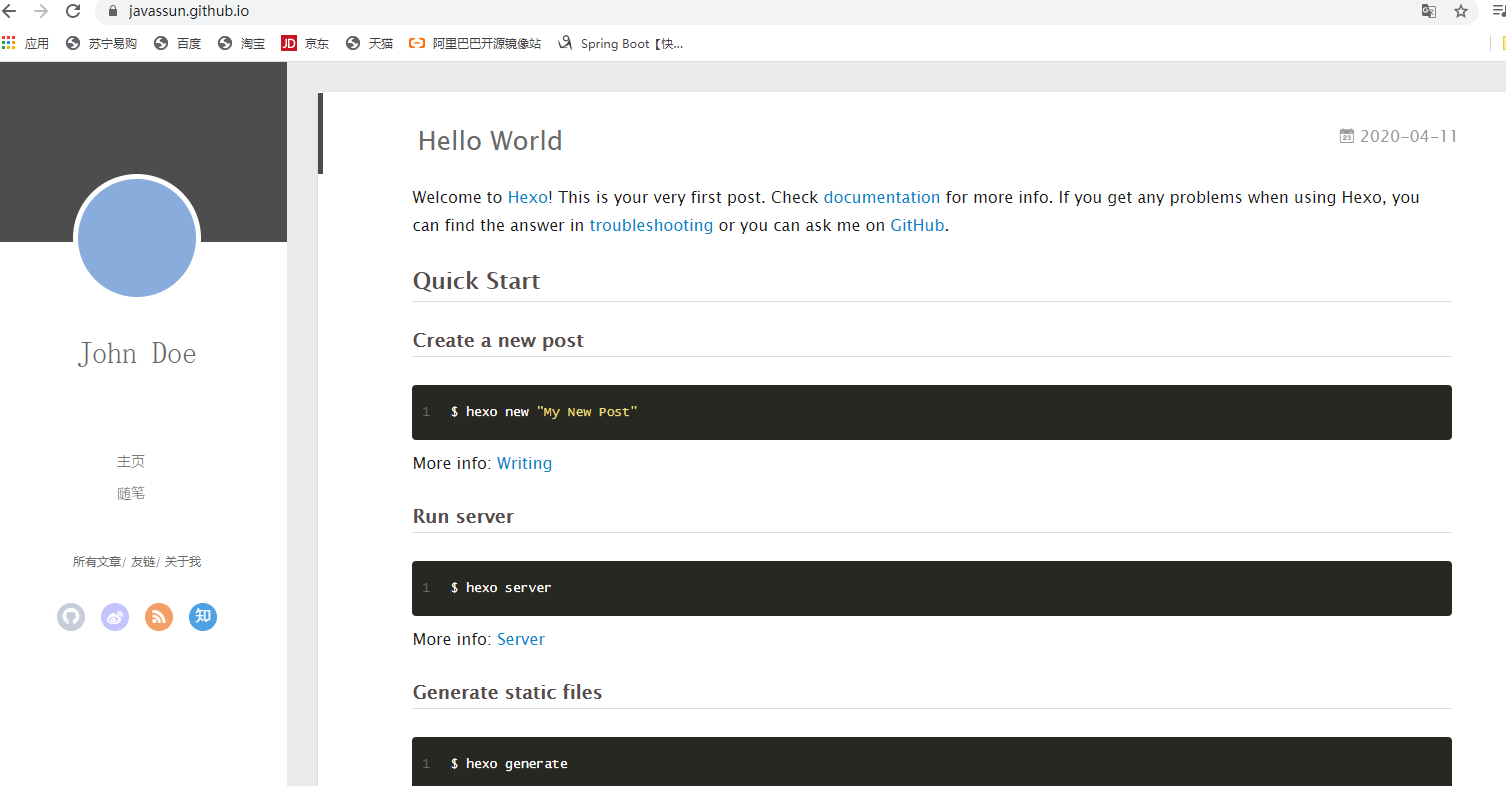 javassun.github.io
应用 苏宁易购 百度 淘宝 JD 京东 天猫 阿里巴巴开源镜像站 Spring Boot【快...
Hello World
23 2020-04-11
Welcome to Hexo! This is your very first post. Check documentation for more info. If you get any problems when using Hexo, you
can find the answer in troubleshooting or you can ask me on GitHub.
Quick Start
Create a new post
1 $ hexo new "My New Post"
More info: Writing
Run server
1 $ hexo server
More info: Server
Generate static files
1 $ hexo generate
John Doe
主页
随笔
所有文章/ 友链/ 关于我
知